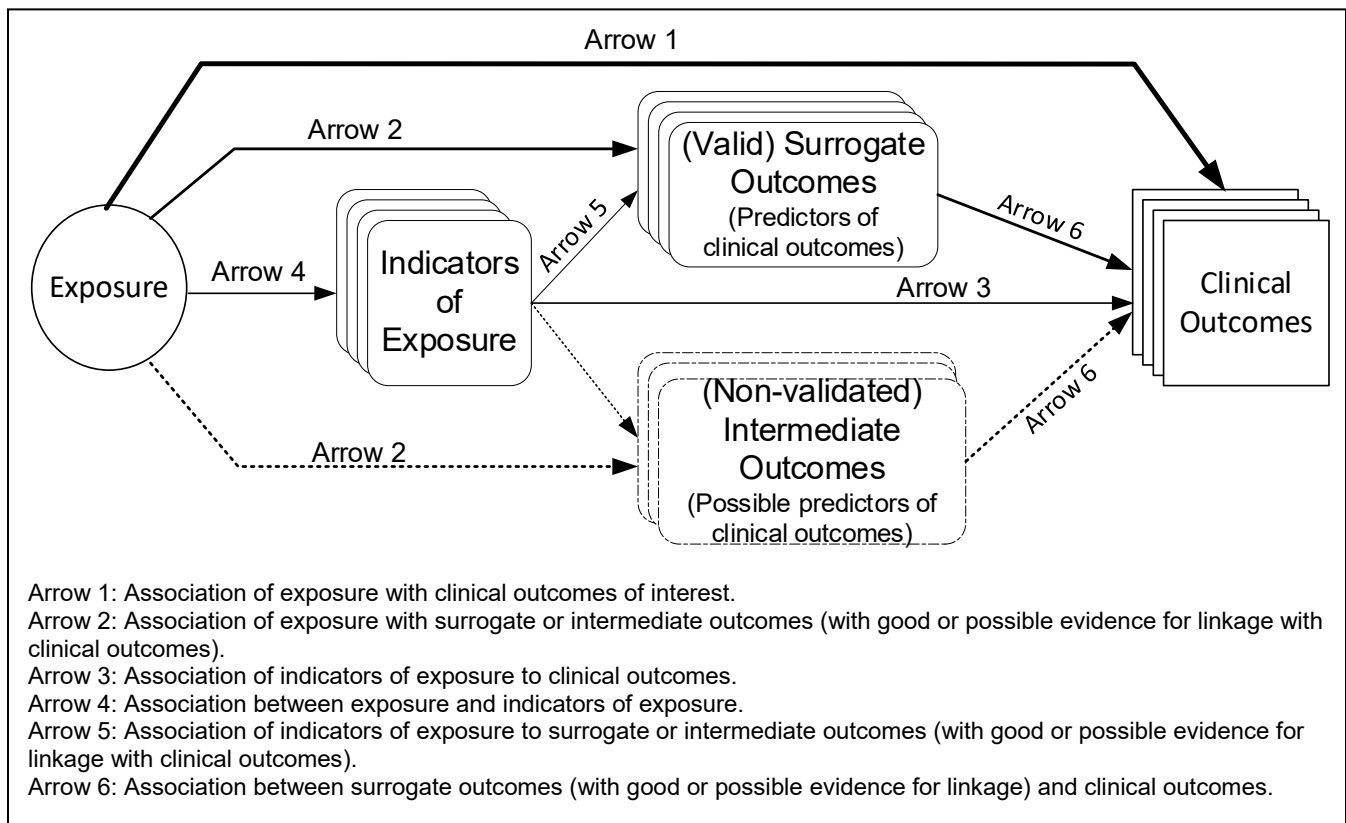 Arrow 1
Arrow 2
(Valid) Surrogate
Outcomes
(Predictors of
clinical outcomes)
Arrow 5
Arrow 6
Exposure
Arrow 4
Indicators
of
Exposure
Arrow 3
Clinical
Outcomes
Arrow 2
(Non-validated)
Intermediate
Outcomes
(Possible predictors of
clinical outcomes)
Arrow 6
Arrow 1: Association of exposure with clinical outcomes of interest.
Arrow 2: Association of exposure with surrogate or intermediate outcomes (with good or possible evidence for linkage with
clinical outcomes).
Arrow 3: Association of indicators of exposure to clinical outcomes.
Arrow 4: Association between exposure and indicators of exposure.
Arrow 5: Association of indicators of exposure to surrogate or intermediate outcomes (with good or possible evidence for
linkage with clinical outcomes).
Arrow 6: Association between surrogate outcomes (with good or possible evidence for linkage) and clinical outcomes.